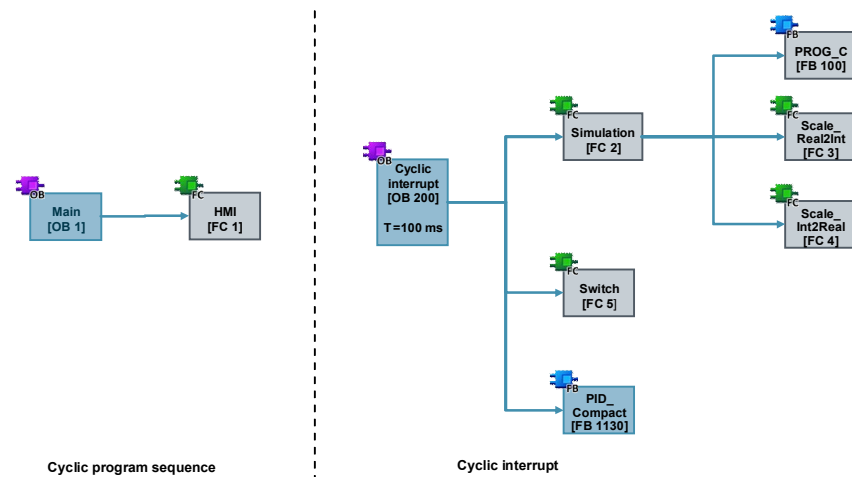 OB
Main
[OB 1]
FC
HMI
[FC 1]
Cyclic program sequence
OB
Cyclic
interrupt
[OB 200]
T=100 ms
FC
Simulation
[FC 2]
FB
PROG_C
[FB 100]
FC
Scale_
Real2Int
[FC 3]
FC
Scale_
Int2Real
[FC 4]
FC
Switch
[FC 5]
FB
PID_
Compact
[FB 1130]
Cyclic interrupt